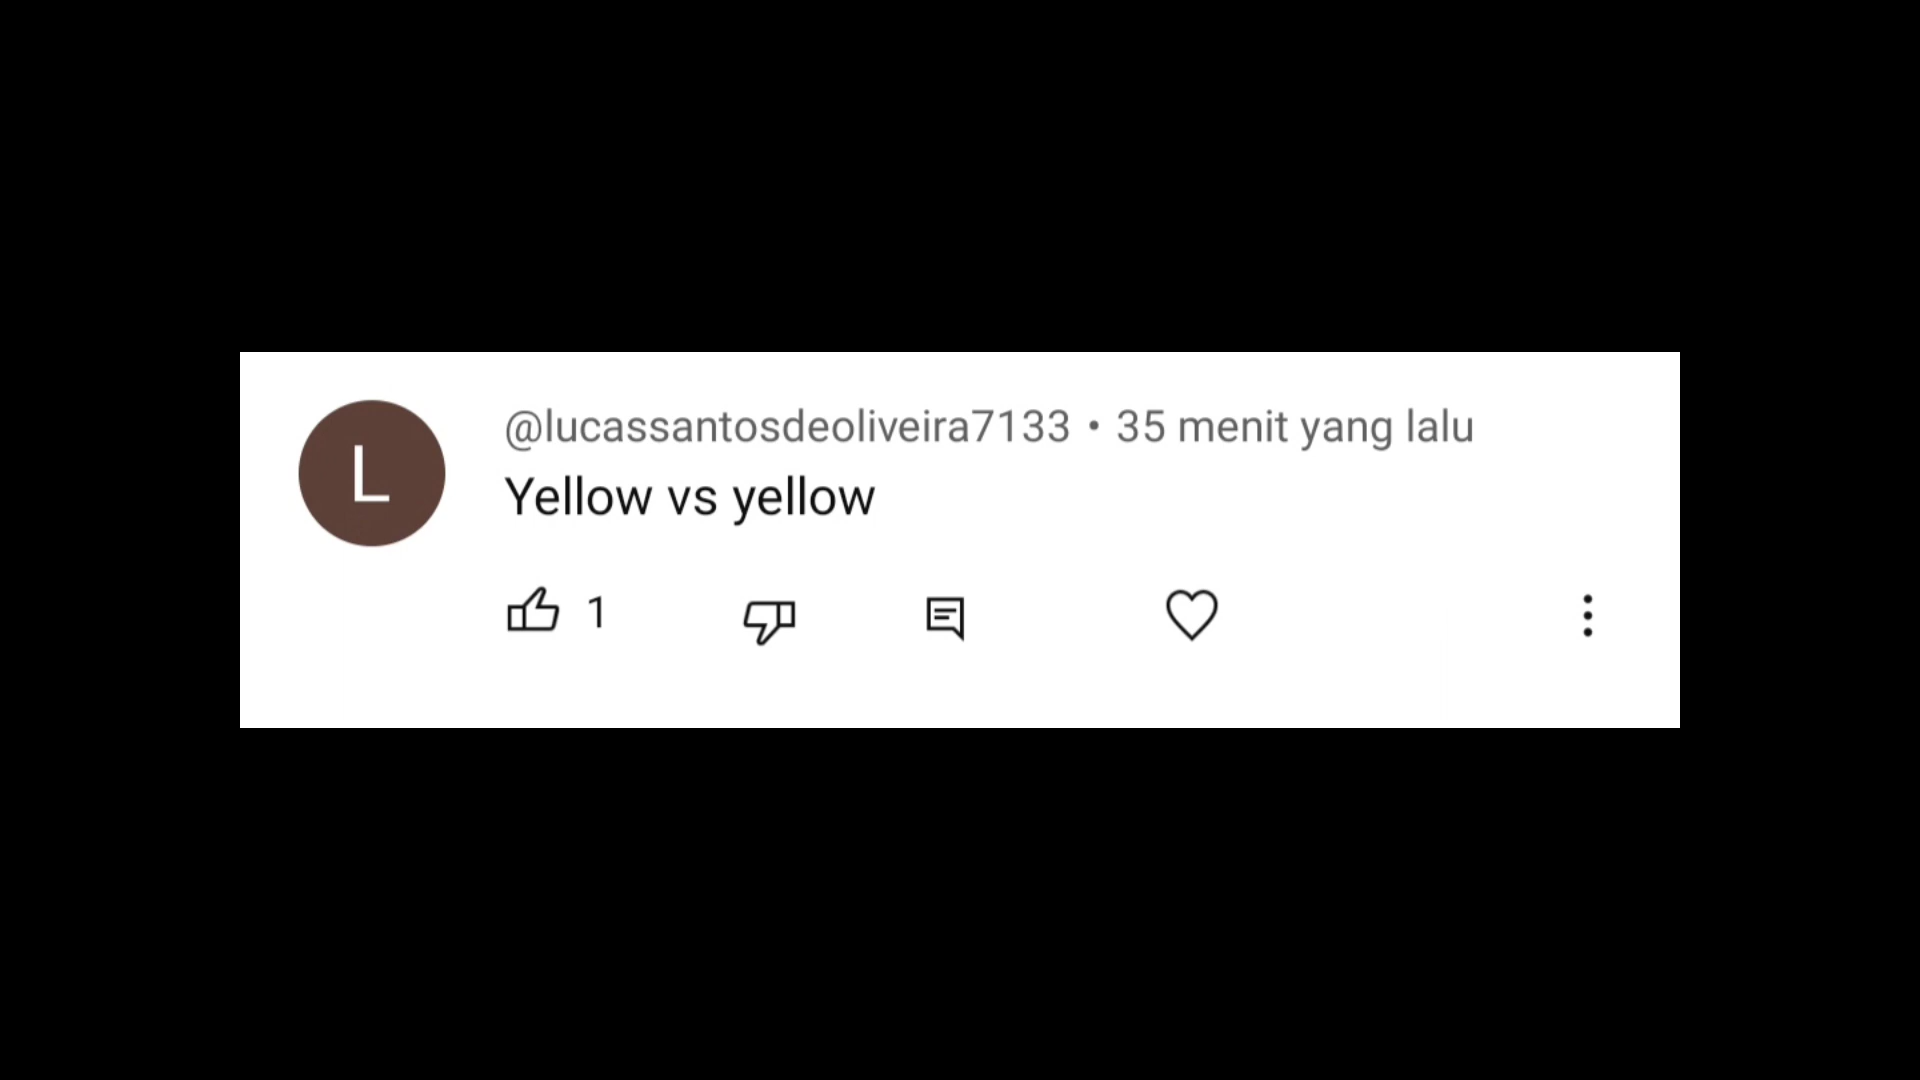 L
@lucassantosdeoliveira7133 • 35 menit yang lalu
Yellow vs yellow
1